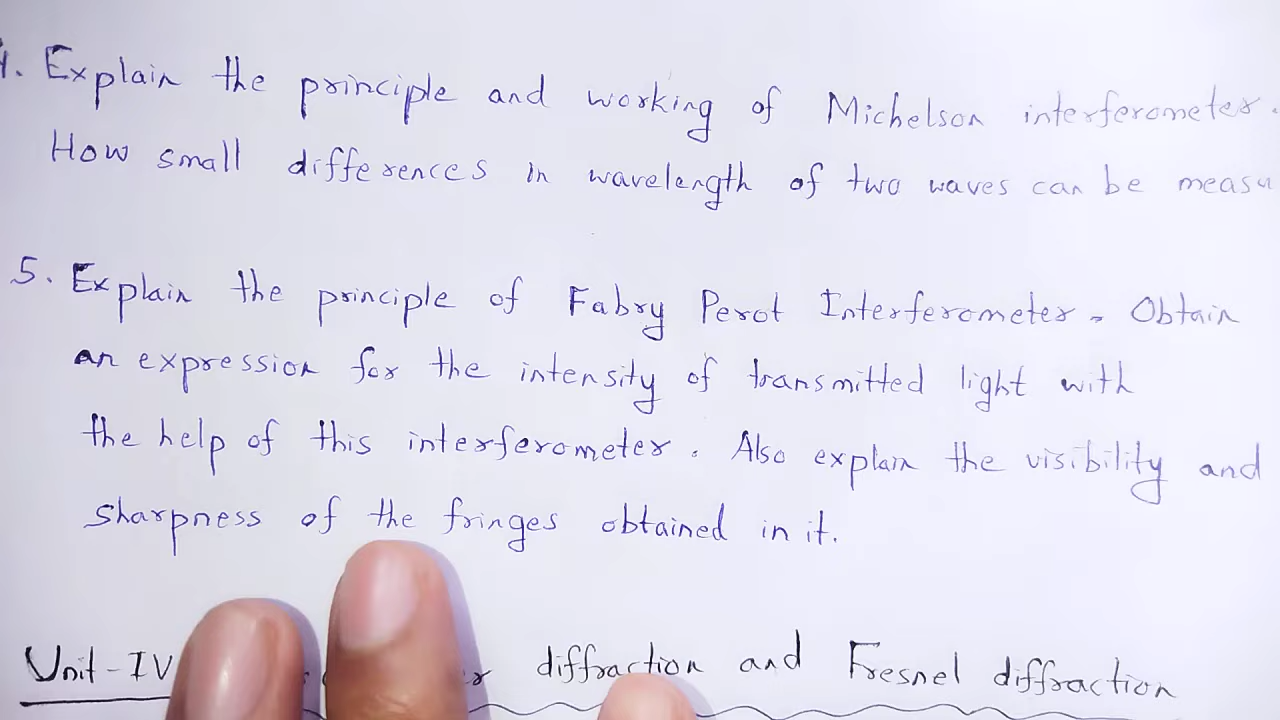 4. Explain the principle and working of Michelson interferometer.
How small differences in wavelength of two waves can be
5. Explain the principle of Fabry Perot Interferometer. Obtain
an expression for the intensity of transmitted light with
the help of this interferometer. Also explain the visibility and
sharpness of the fringes obtained in it.
Unit-IV diffraction and Fresnel diffraction